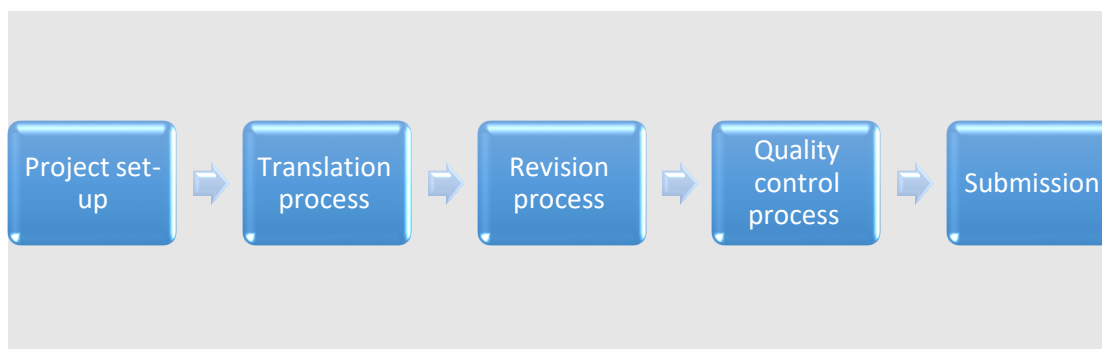 Project set-
up
Translation
process
Revision
process
Quality
control
process
Submission